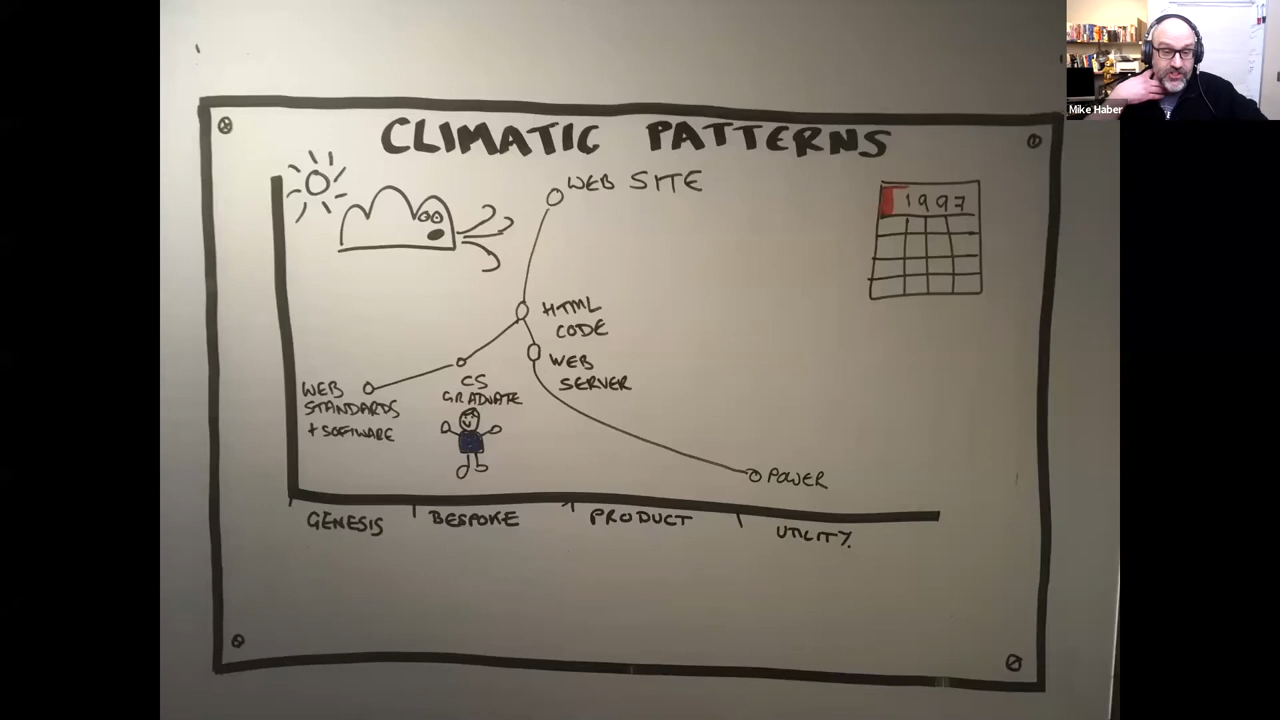 Mike Haber
CLIMATIC PATTERNS
WEB SITE
1997
HTML
CODE
WEB
SERVER
CS
GRADUATE
WEB
STANDARDS
+ SOFTWARE
POWER
GENESIS
BESPOKE
PRODUCT
UTILITY